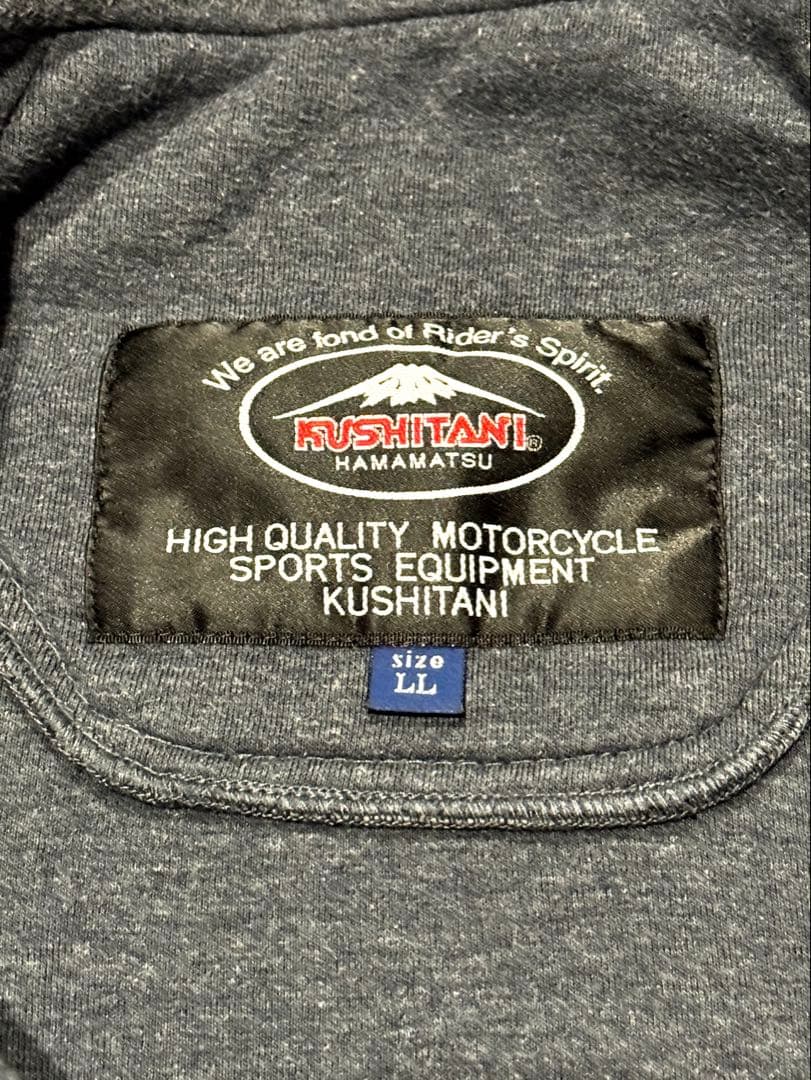 We are fond of Rider's Spirit.
KUSHITANI®
HAMAMATSU
HIGH QUALITY MOTORCYCLE
SPORTS EQUIPMENT
KUSHITANI
size
LL